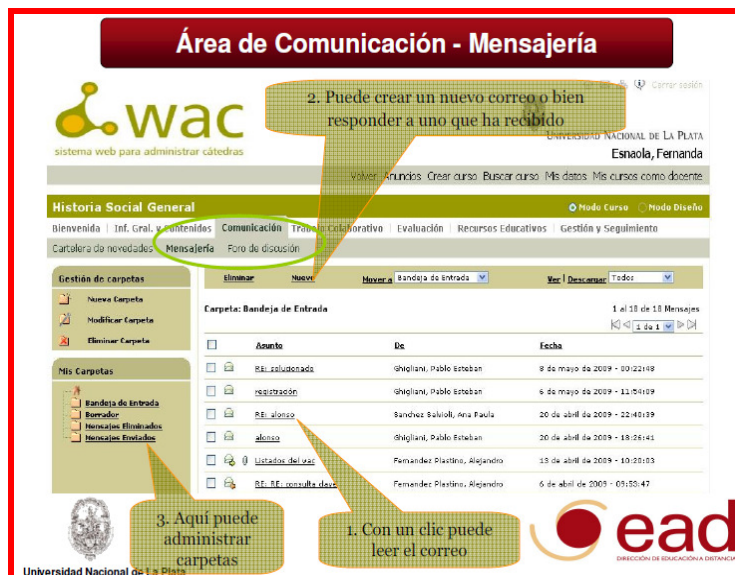 Área de Comunicación - Mensajería
wac
sistema web para administrar cátedras
Cerrar sesión
2. Puede crear un nuevo correo o bien
responder a uno que ha recibido
UNIVERSIDAD NACIONAL DE LA PLATA
Esnaola, Fernanda
Volver Anuncios Crear curso Buscar curso Mis datos Mis cursos como docente
Historia Social General
Modo Curso Modo Diseño
Bienvenida Inf. Gral. y Contenidos Comunicación Trabajo Colaborativo Evaluación Recursos Educativos Gestión y Seguimiento
Cartelera de novedades Mensajería Foro de discusión
Gestión de carpetas
Nueva Carpeta
Modificar Carpeta
Eliminar Carpeta
Mis Carpetas
Bandeja de Entrada
Borrador
Mensajes Eliminados
Mensajes Enviados
Eliminar Nuevo Mover a Bandeja de Entrada Ver | Descargar Todos
Carpeta: Bandeja de Entrada 1 al 18 de 18 Mensajes
1 de 1
Asunto De Fecha
RE: solucionado Ghigliani, Pablo Esteban 8 de mayo de 2009 - 00:22:48
registración Ghigliani, Pablo Esteban 6 de mayo de 2009 - 11:54:09
RE: alonso Sanchez Balvioli, Ana Paula 20 de abril de 2009 - 22:40:39
alonso Ghigliani, Pablo Esteban 20 de abril de 2009 - 18:26:41
Listados del wac Fernandez Plastino, Alejandro 13 de abril de 2009 - 10:20:03
RE: RE: consulta clave Fernandez Plastino, Alejandro 6 de abril de 2009 - 09:53:47
3. Aquí puede
administrar
carpetas
1. Con un clic puede
leer el correo
ead
DIRECCIÓN DE EDUCACIÓN A DISTANCIA
Universidad Nacional de La Plata